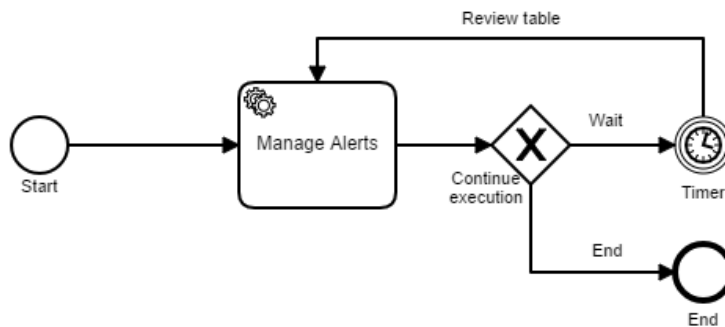 Review table
Manage Alerts
Wait
Start
Continue
execution
Timer
End
End